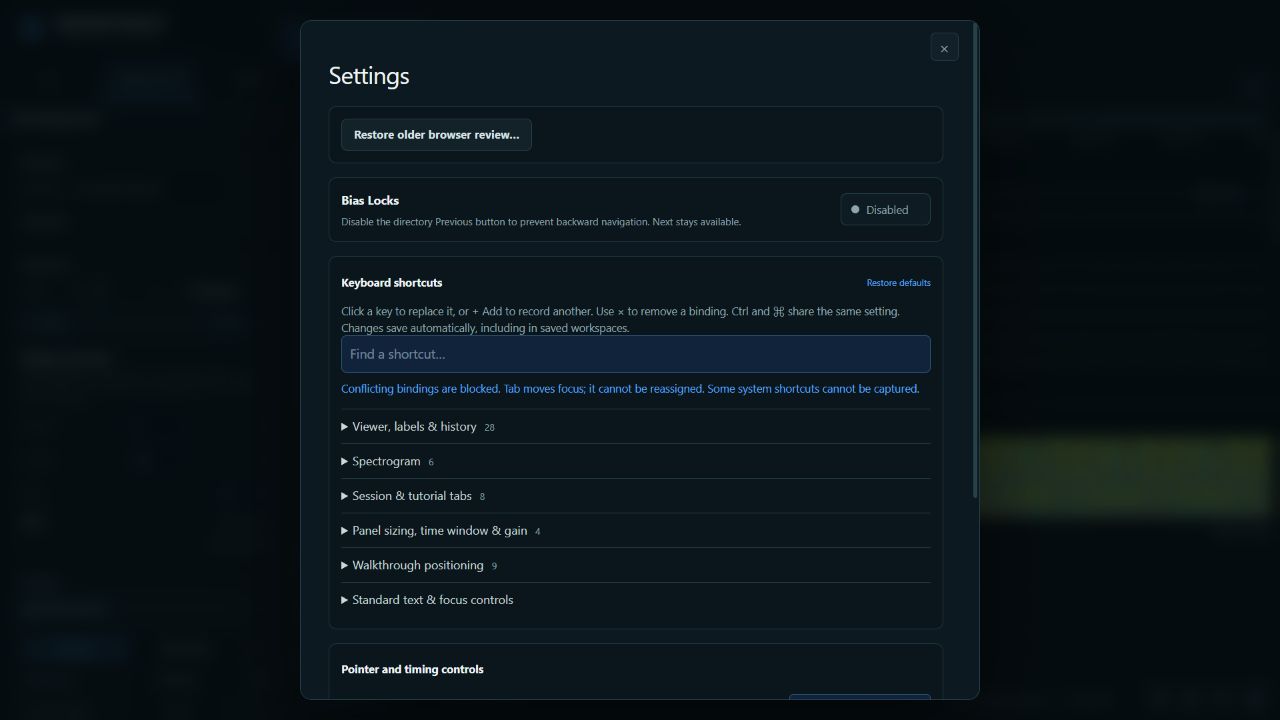 ×
Settings
Restore older browser review...
Bias Locks
Disable the directory Previous button to prevent backward navigation. Next stays available.
Disabled
Keyboard shortcuts
Restore defaults
Click a key to replace it, or + Add to record another. Use × to remove a binding. Ctrl and ⌘ share the same setting.
Changes save automatically, including in saved workspaces.
Find a shortcut...
Conflicting bindings are blocked. Tab moves focus; it cannot be reassigned. Some system shortcuts cannot be captured.
Viewer, labels & history 28
Spectrogram 6
Session & tutorial tabs 8
Panel sizing, time window & gain 4
Walkthrough positioning 9
Standard text & focus controls
Pointer and timing controls